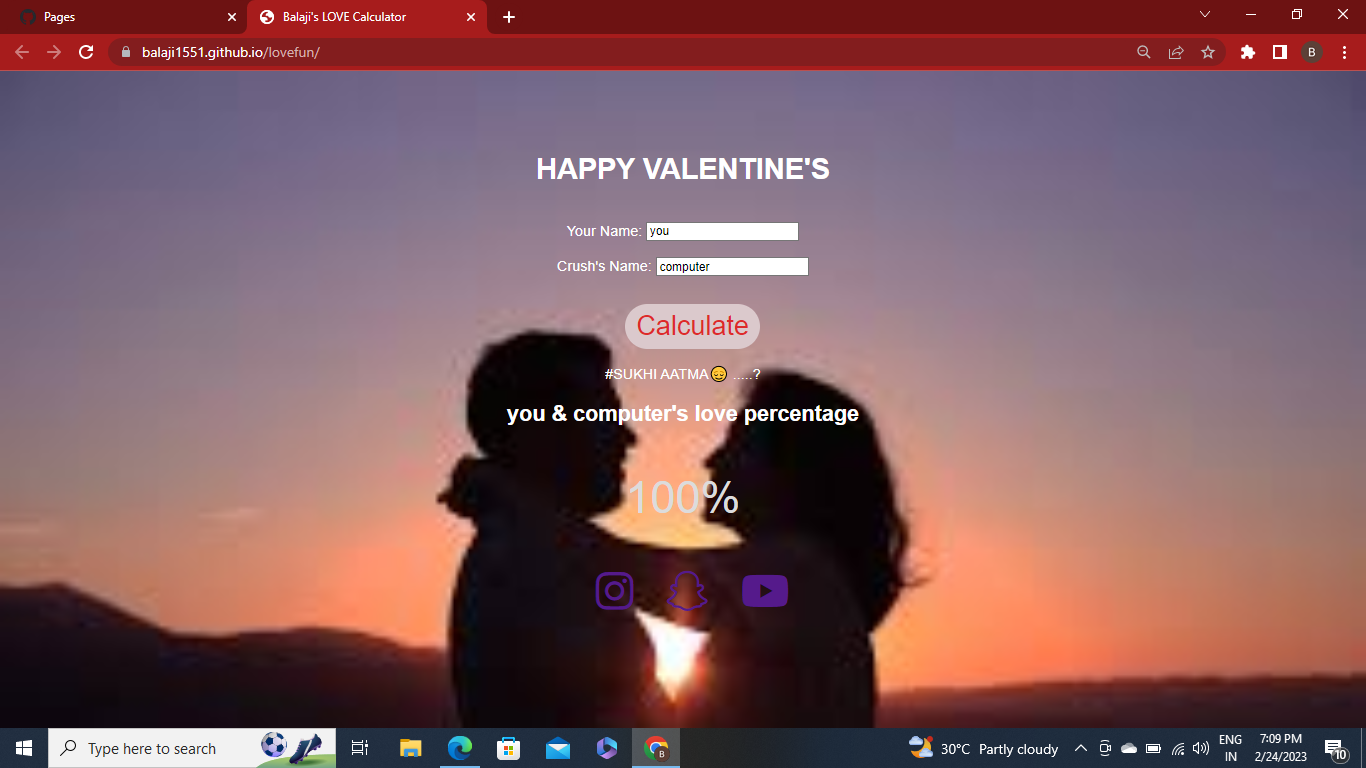 Pages
Balaji's LOVE Calculator
balaji1551.github.io/lovefun/
B
HAPPY VALENTINE'S
Your Name: you
Crush's Name: computer
Calculate
#SUKHI AATMA😌 .....?
you & computer's love percentage
100%
Type here to search
B
30°C Partly cloudy
ENG
IN
7:09 PM
2/24/2023
10